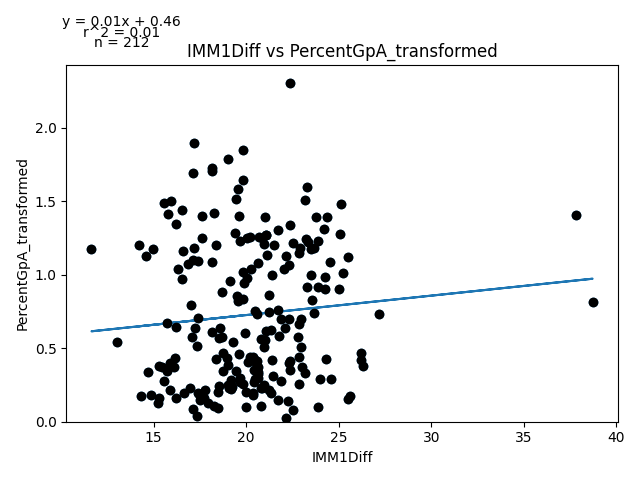 y = 0.01x + 0.46
r^2 = 0.01
n = 212
IMM1Diff vs PercentGpA_transformed
PercentGpA_transformed
2.0
1.5
1.0
0.5
0.0
15 20 25 30 35 40
IMM1Diff